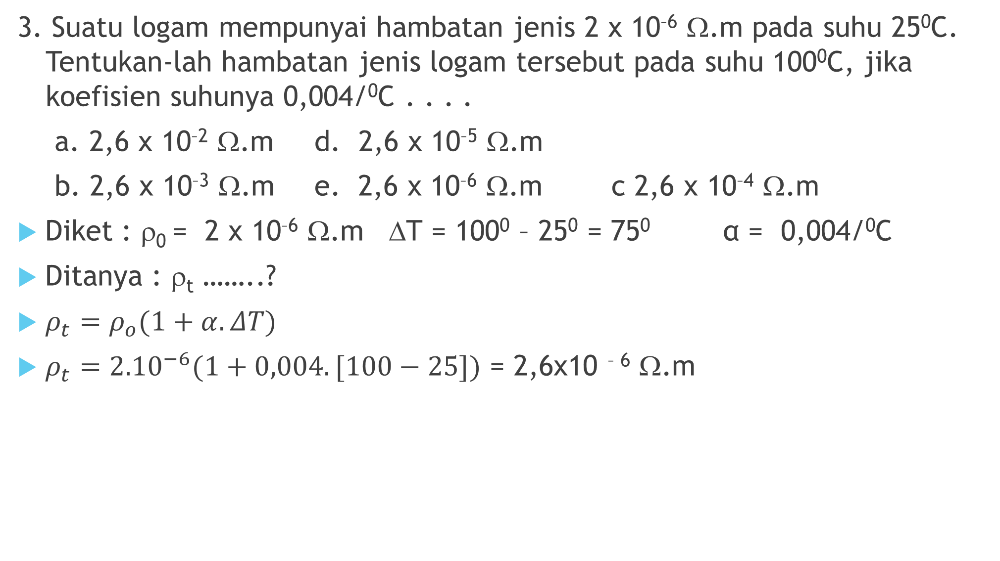 3. Suatu logam mempunyai hambatan jenis 2 x 10⁻⁶ Ω.m pada suhu 25⁰C.
Tentukan-lah hambatan jenis logam tersebut pada suhu 100⁰C, jika
koefisien suhunya 0,004/⁰C . . . .
a. 2,6 x 10⁻² Ω.m d. 2,6 x 10⁻⁵ Ω.m
b. 2,6 x 10⁻³ Ω.m e. 2,6 x 10⁻⁶ Ω.m c 2,6 x 10⁻⁴ Ω.m
Diket : ρ₀ = 2 x 10⁻⁶ Ω.m ΔT = 100⁰ – 25⁰ = 75⁰ α = 0,004/⁰C
Ditanya : ρₜ ……..?
ρₜ = ρₒ(1 + α. ΔT)
ρₜ = 2.10⁻⁶(1 + 0,004. [100 − 25]) = 2,6x10 ⁻ ⁶ Ω.m